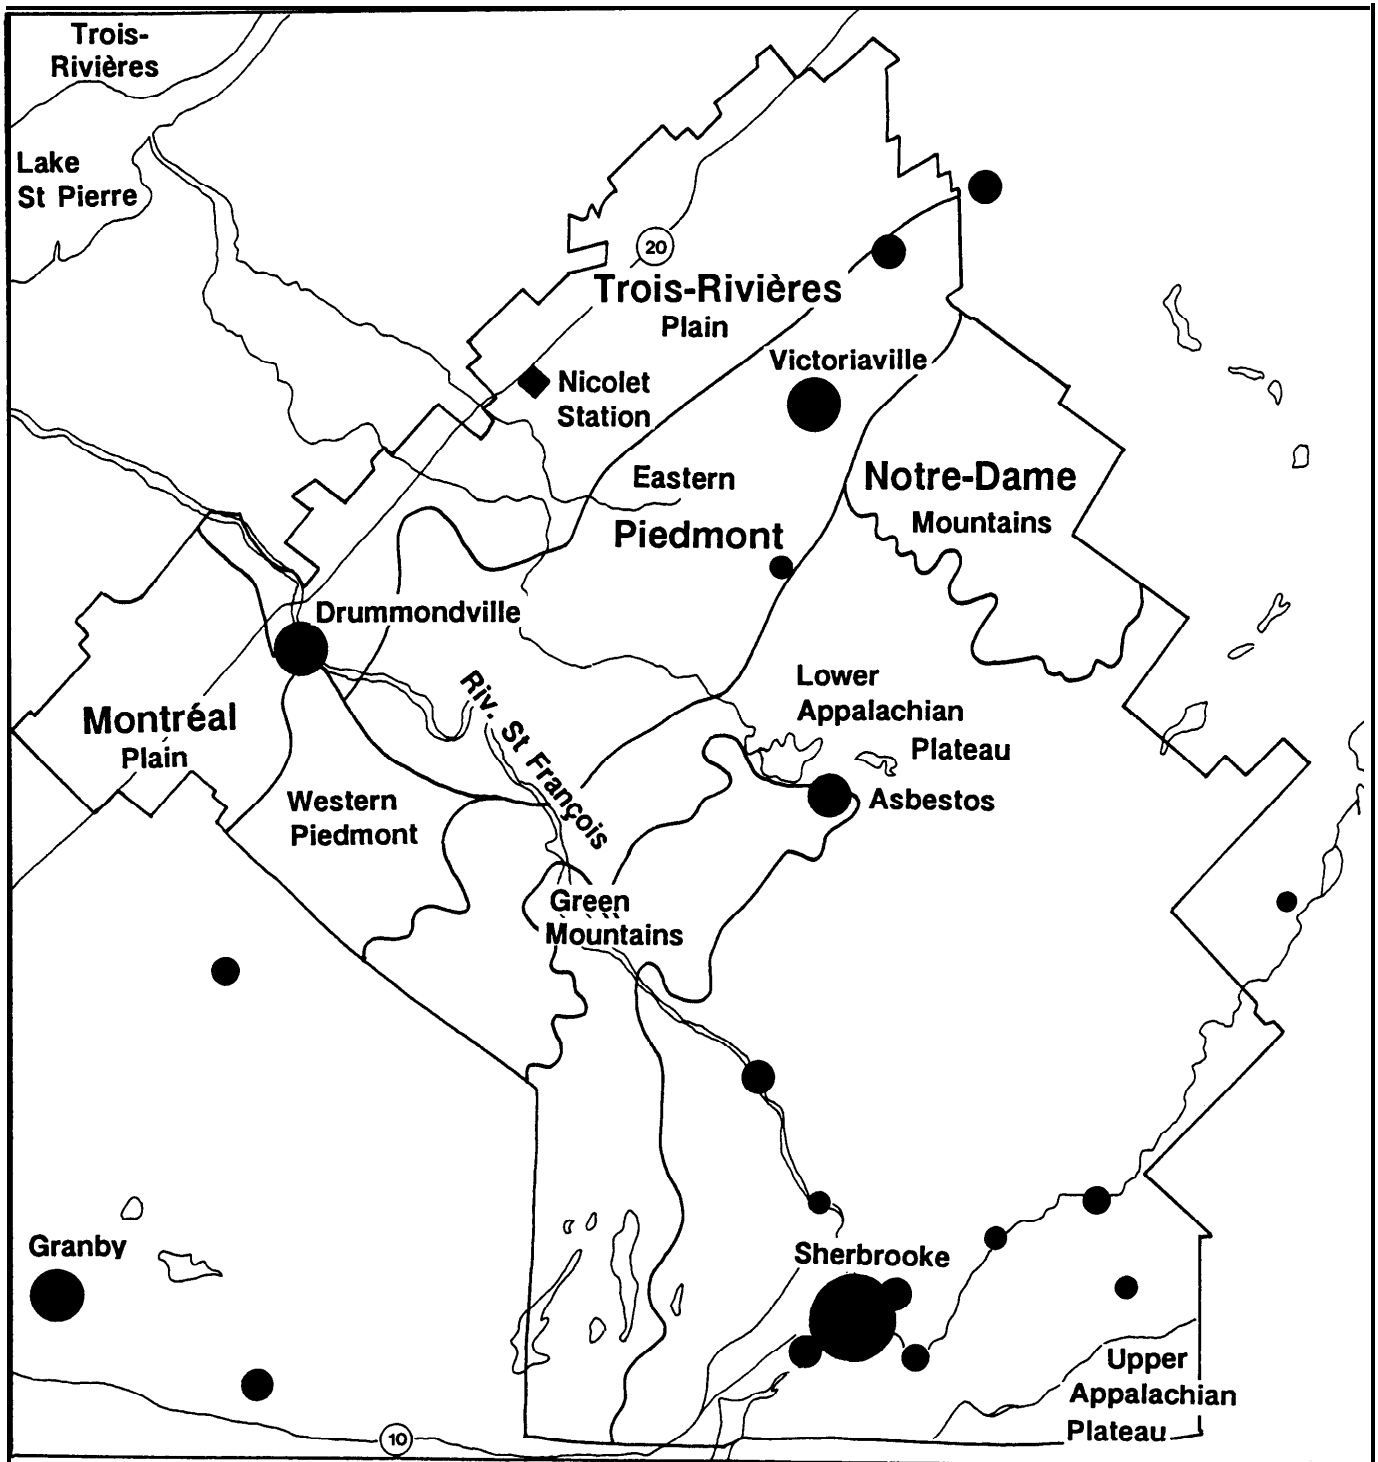 Trois-
Rivières
Lake
St Pierre
20
Trois-Rivières
Plain
Victoriaville
Nicolet
Station
Eastern
Piedmont
Notre-Dame
Mountains
Drummondville
Montréal
Plain
Riv. St François
Lower
Appalachian
Plateau
Asbestos
Western
Piedmont
Green
Mountains
Granby
Sherbrooke
Upper
Appalachian
Plateau
10